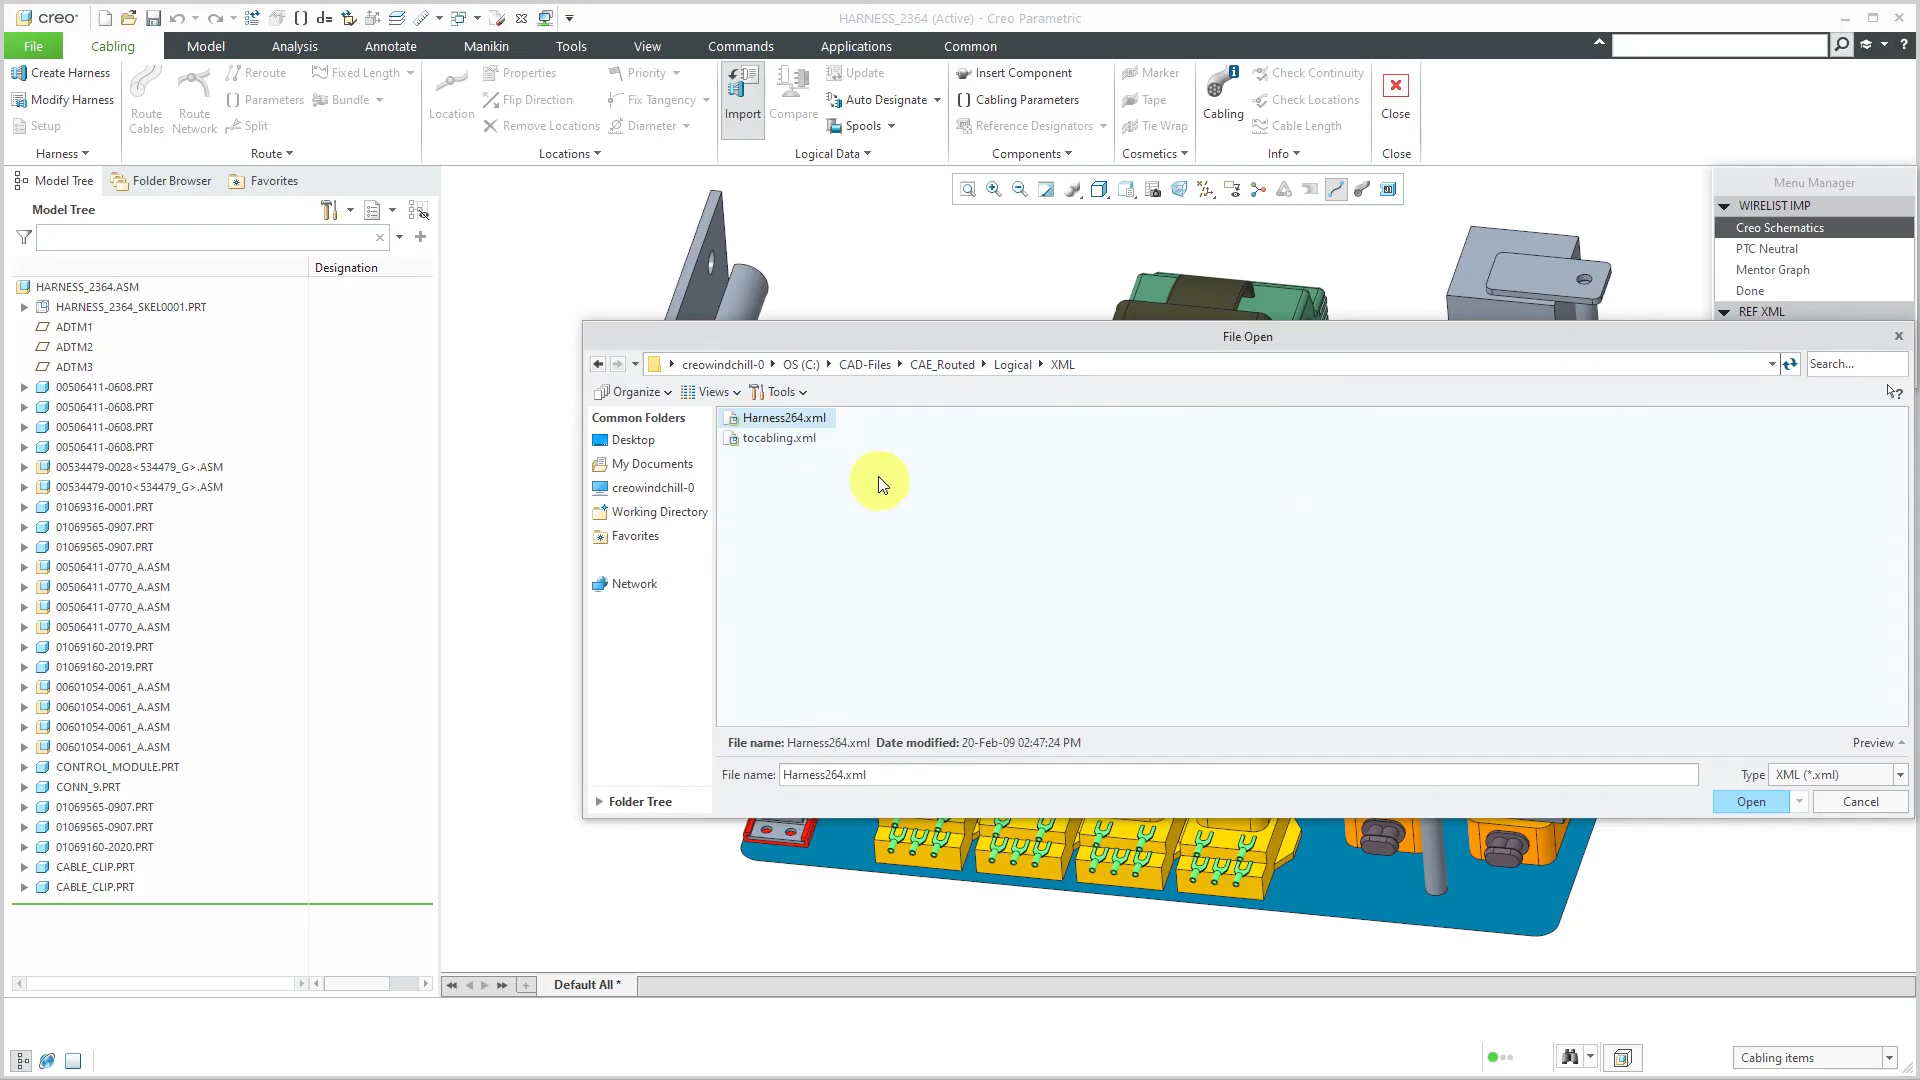 creo
d=
HARNESS_2364 (Active) - Creo Parametric
File
Cabling
Model
Analysis
Annotate
Manikin
Tools
View
Commands
Applications
Common
Create Harness
Modify Harness
Setup
Harness
Route Cables
Route Network
Reroute
Parameters
Split
Fixed Length
Bundle
Route
Location
Properties
Flip Direction
Remove Locations
Priority
Fix Tangency
Diameter
Locations
Import
Compare
Update
Auto Designate
Spools
Logical Data
Insert Component
Cabling Parameters
Reference Designators
Components
Marker
Tape
Tie Wrap
Cosmetics
Cabling
Check Continuity
Check Locations
Cable Length
Info
Close
Close
Model Tree
Folder Browser
Favorites
Model Tree
Designation
HARNESS_2364.ASM
HARNESS_2364_SKEL0001.PRT
ADTM1
ADTM2
ADTM3
00506411-0608.PRT
00506411-0608.PRT
00506411-0608.PRT
00506411-0608.PRT
00534479-0028<534479_G>.ASM
00534479-0010<534479_G>.ASM
01069316-0001.PRT
01069565-0907.PRT
01069565-0907.PRT
00506411-0770_A.ASM
00506411-0770_A.ASM
00506411-0770_A.ASM
00506411-0770_A.ASM
01069160-2019.PRT
01069160-2019.PRT
00601054-0061_A.ASM
00601054-0061_A.ASM
00601054-0061_A.ASM
00601054-0061_A.ASM
CONTROL_MODULE.PRT
CONN_9.PRT
01069565-0907.PRT
01069565-0907.PRT
01069160-2020.PRT
CABLE_CLIP.PRT
CABLE_CLIP.PRT
Menu Manager
WIRELIST IMP
Creo Schematics
PTC Neutral
Mentor Graph
Done
REF XML
File Open
creowindchill-0
OS (C:)
CAD-Files
CAE_Routed
Logical
XML
Search...
Organize
Views
Tools
Common Folders
Desktop
My Documents
creowindchill-0
Working Directory
Favorites
Network
Folder Tree
Harness264.xml
tocabling.xml
File name: Harness264.xml Date modified: 20-Feb-09 02:47:24 PM
Preview
File name: Harness264.xml
Type XML (*.xml)
Open
Cancel
Default All *
Cabling items